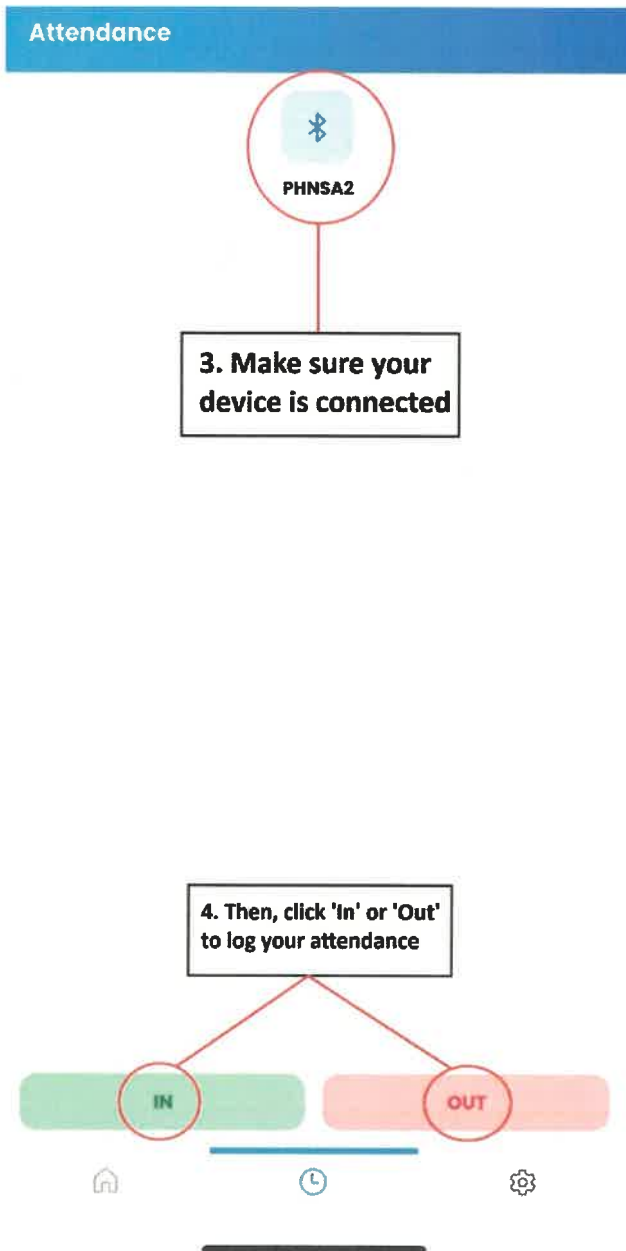 Attendance
PHNSA2
3. Make sure your
device is connected
4. Then, click 'In' or 'Out'
to log your attendance
IN
OUT